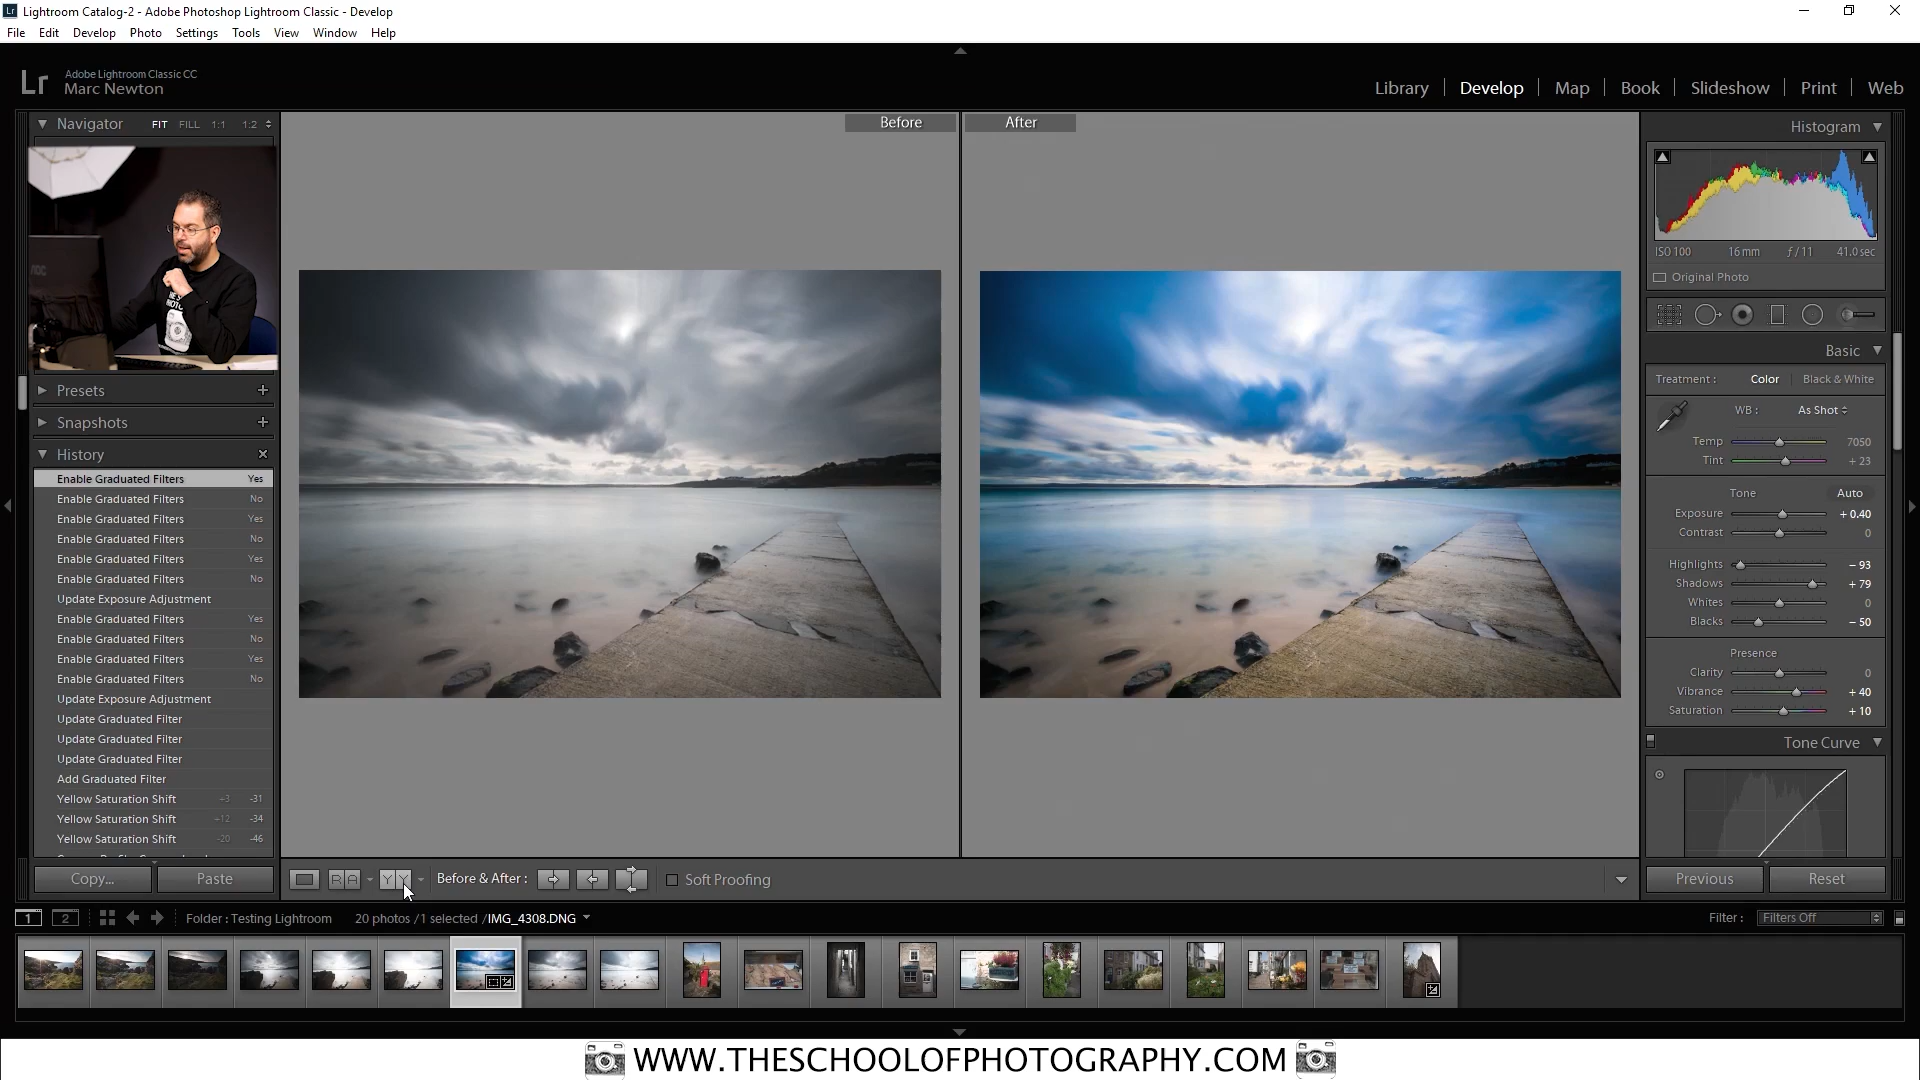 Lightroom Catalog-2 - Adobe Photoshop Lightroom Classic - Develop
File Edit Develop Photo Settings Tools View Window Help
Lr
Adobe Lightroom Classic CC
Marc Newton
Library Develop Map Book Slideshow Print Web
Navigator FIT FILL 1:1 1:2
Before
After
Histogram
ISO 100 16 mm ƒ / 11 41.0 sec
Original Photo
Basic
Treatment : Color Black & White
WB : As Shot
Temp 7050
Tint + 23
Tone Auto
Exposure + 0.40
Contrast 0
Highlights − 93
Shadows + 79
Whites 0
Blacks − 50
Presence
Clarity 0
Vibrance + 40
Saturation + 10
Tone Curve
Presets
Snapshots
History
Enable Graduated Filters Yes
Enable Graduated Filters No
Enable Graduated Filters Yes
Enable Graduated Filters No
Enable Graduated Filters Yes
Enable Graduated Filters No
Update Exposure Adjustment
Enable Graduated Filters Yes
Enable Graduated Filters No
Enable Graduated Filters Yes
Enable Graduated Filters No
Update Exposure Adjustment
Update Graduated Filter
Update Graduated Filter
Update Graduated Filter
Add Graduated Filter
Yellow Saturation Shift +3 -31
Yellow Saturation Shift +12 -34
Yellow Saturation Shift -20 -46
Copy... Paste
R A Y Y Before & After : Soft Proofing
Previous Reset
1 2 Folder : Testing Lightroom 20 photos / 1 selected / IMG_4308.DNG
Filter : Filters Off
WWW.THESCHOOLOFPHOTOGRAPHY.COM